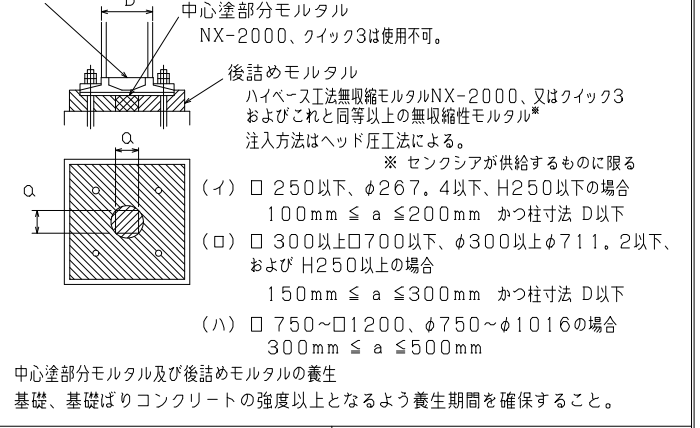 D
中心塗部分モルタル
NX-2000、クイック3は使用不可。
後詰めモルタル
ハイベース工法無収縮モルタルNX-2000、又はクイック3
およびこれと同等以上の無収縮性モルタル※
注入方法はヘッド圧工法による。
※ センクシアが供給するものに限る
a
a
(イ) □ 250以下、φ267。4以下、H250以下の場合
100mm ≦ a ≦200mm かつ柱寸法 D以下
(ロ) □ 300以上□700以下、φ300以上φ711。2以下、
および H250以上の場合
150mm ≦ a ≦300mm かつ柱寸法 D以下
(ハ) □ 750～□1200、φ750～φ1016の場合
300mm ≦ a ≦500mm
中心塗部分モルタル及び後詰めモルタルの養生
基礎、基礎ばりコンクリートの強度以上となるよう養生期間を確保すること。